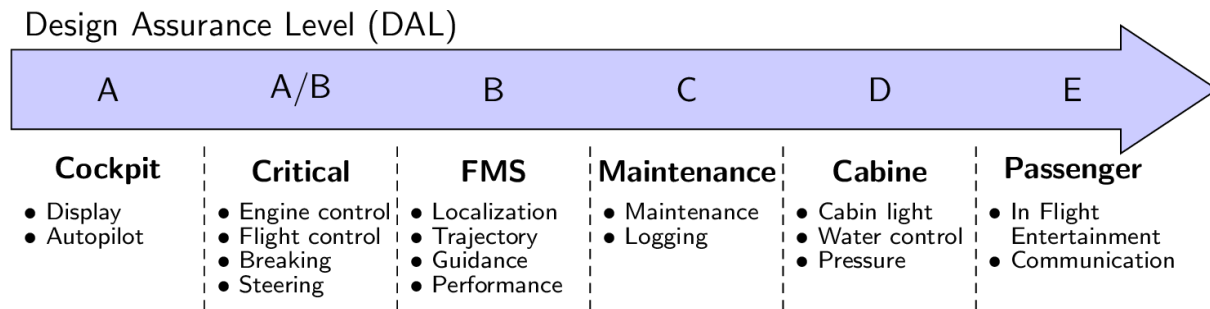 Design Assurance Level (DAL)
A
A/B
B
C
D
E
Cockpit
• Display
• Autopilot
Critical
• Engine control
• Flight control
• Breaking
• Steering
FMS
• Localization
• Trajectory
• Guidance
• Performance
Maintenance
• Maintenance
• Logging
Cabine
• Cabin light
• Water control
• Pressure
Passenger
• In Flight
Entertainment
• Communication